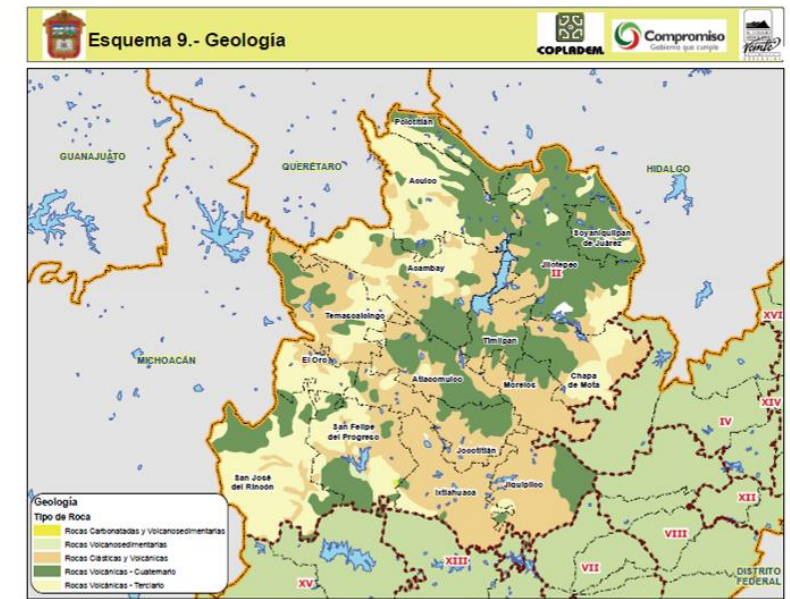 Esquema 9.- Geología
COPLADEM
Compromiso
Gobierno que cumple
GUANAJUATO
QUERÉTARO
HIDALGO
MICHOACÁN
DISTRITO
FEDERAL
Polotitlán
Aculco
Soyaniquilpan
de Juárez
Jilotepec
II
Acambay
Temascalcingo
Timilpan
El Oro
Atlacomulco
Morelos
Chapa
de Mota
San Felipe
del Progreso
Jocotitlán
San José
del Rincón
Ixtlahuaca
Jiquipilco
XVI
XIV
IV
XII
VIII
VII
XIII
XV
Geología
Tipo de Roca
Rocas Carbonatadas y Volcanosedimentarias
Rocas Volcanosedimentarias
Rocas Clásticas y Volcánicas
Rocas Volcánicas - Cuaternario
Rocas Volcánicas - Terciario